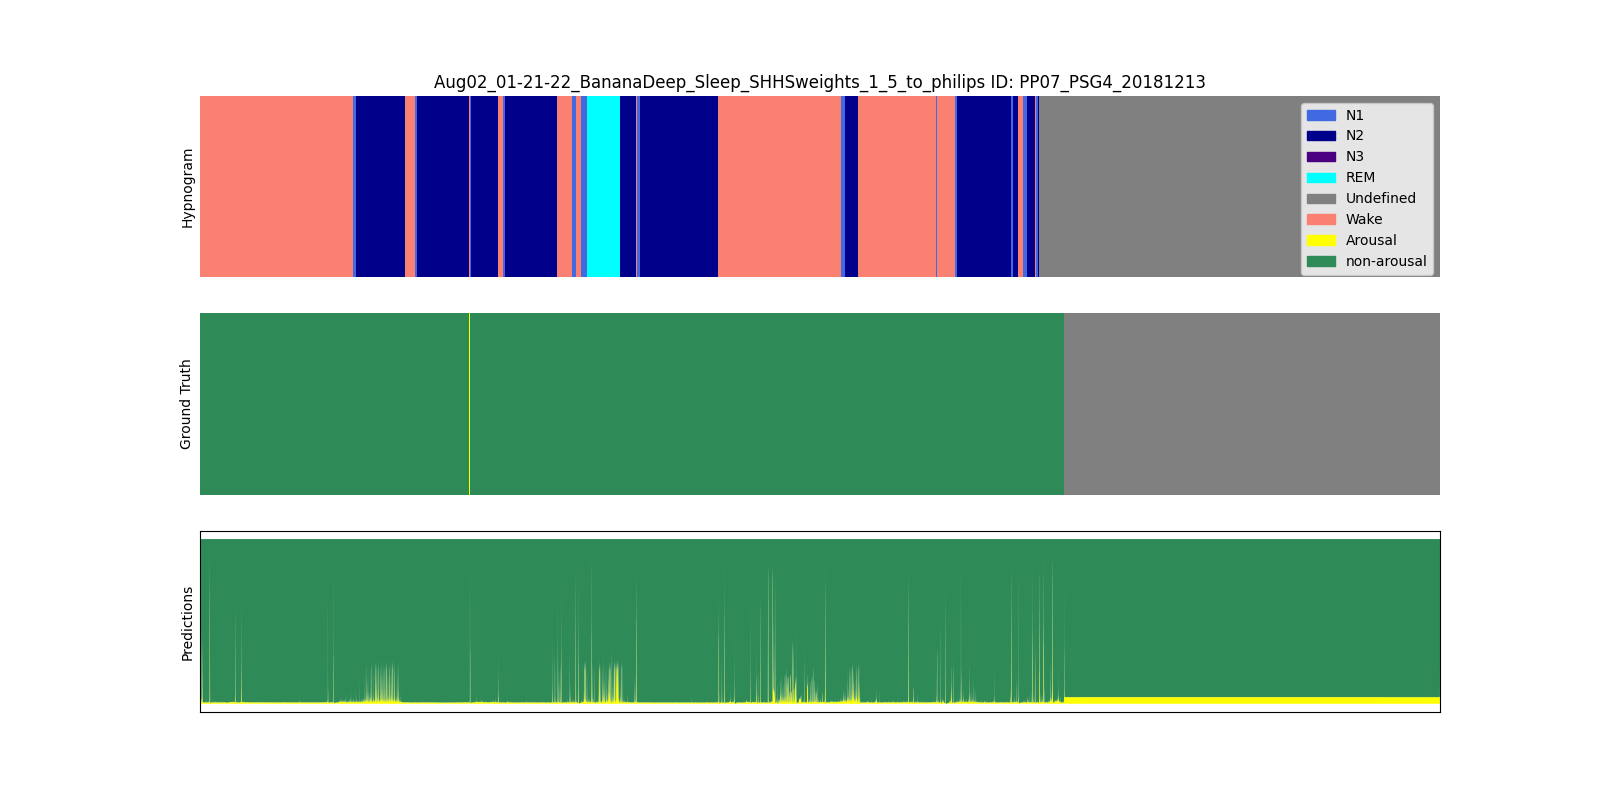 Aug02_01-21-22_BananaDeep_Sleep_SHHSweights_1_5_to_philips ID: PP07_PSG4_20181213
Hypnogram
N1
N2
N3
REM
Undefined
Wake
Arousal
non-arousal
Ground Truth
Predictions